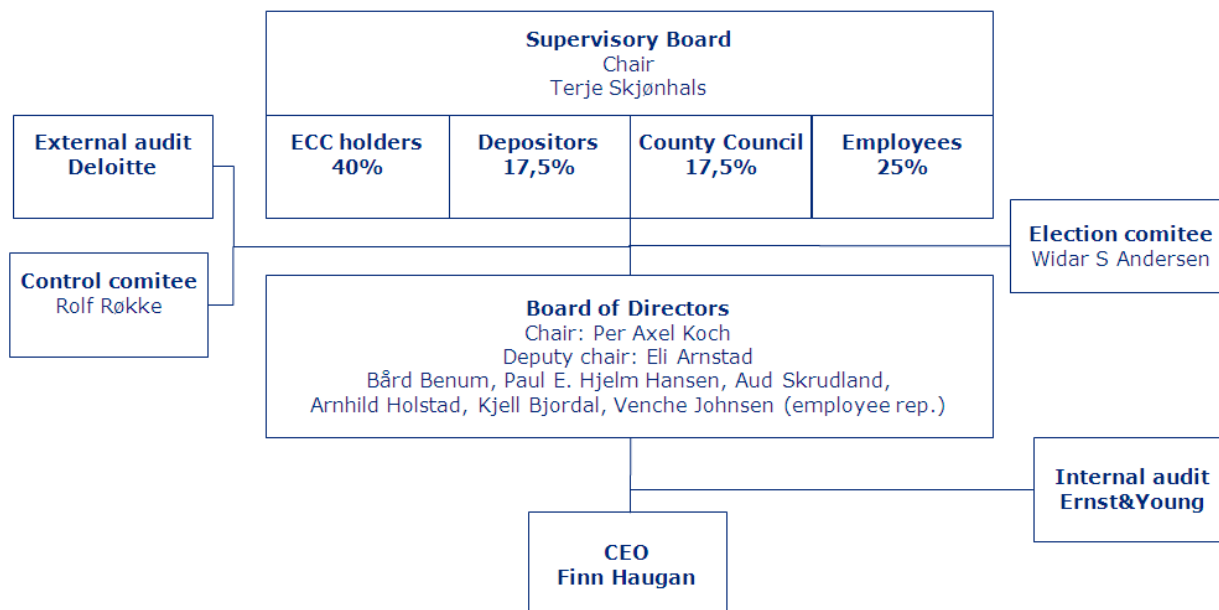 Supervisory Board
Chair
Terje Skjønhals
External audit
Deloitte
ECC holders
40%
Depositors
17,5%
County Council
17,5%
Employees
25%
Election comitee
Widar S Andersen
Control comitee
Rolf Røkke
Board of Directors
Chair: Per Axel Koch
Deputy chair: Eli Arnstad
Bård Benum, Paul E. Hjelm Hansen, Aud Skrudland,
Arnhild Holstad, Kjell Bjordal, Venche Johnsen (employee rep.)
Internal audit
Ernst&Young
CEO
Finn Haugan